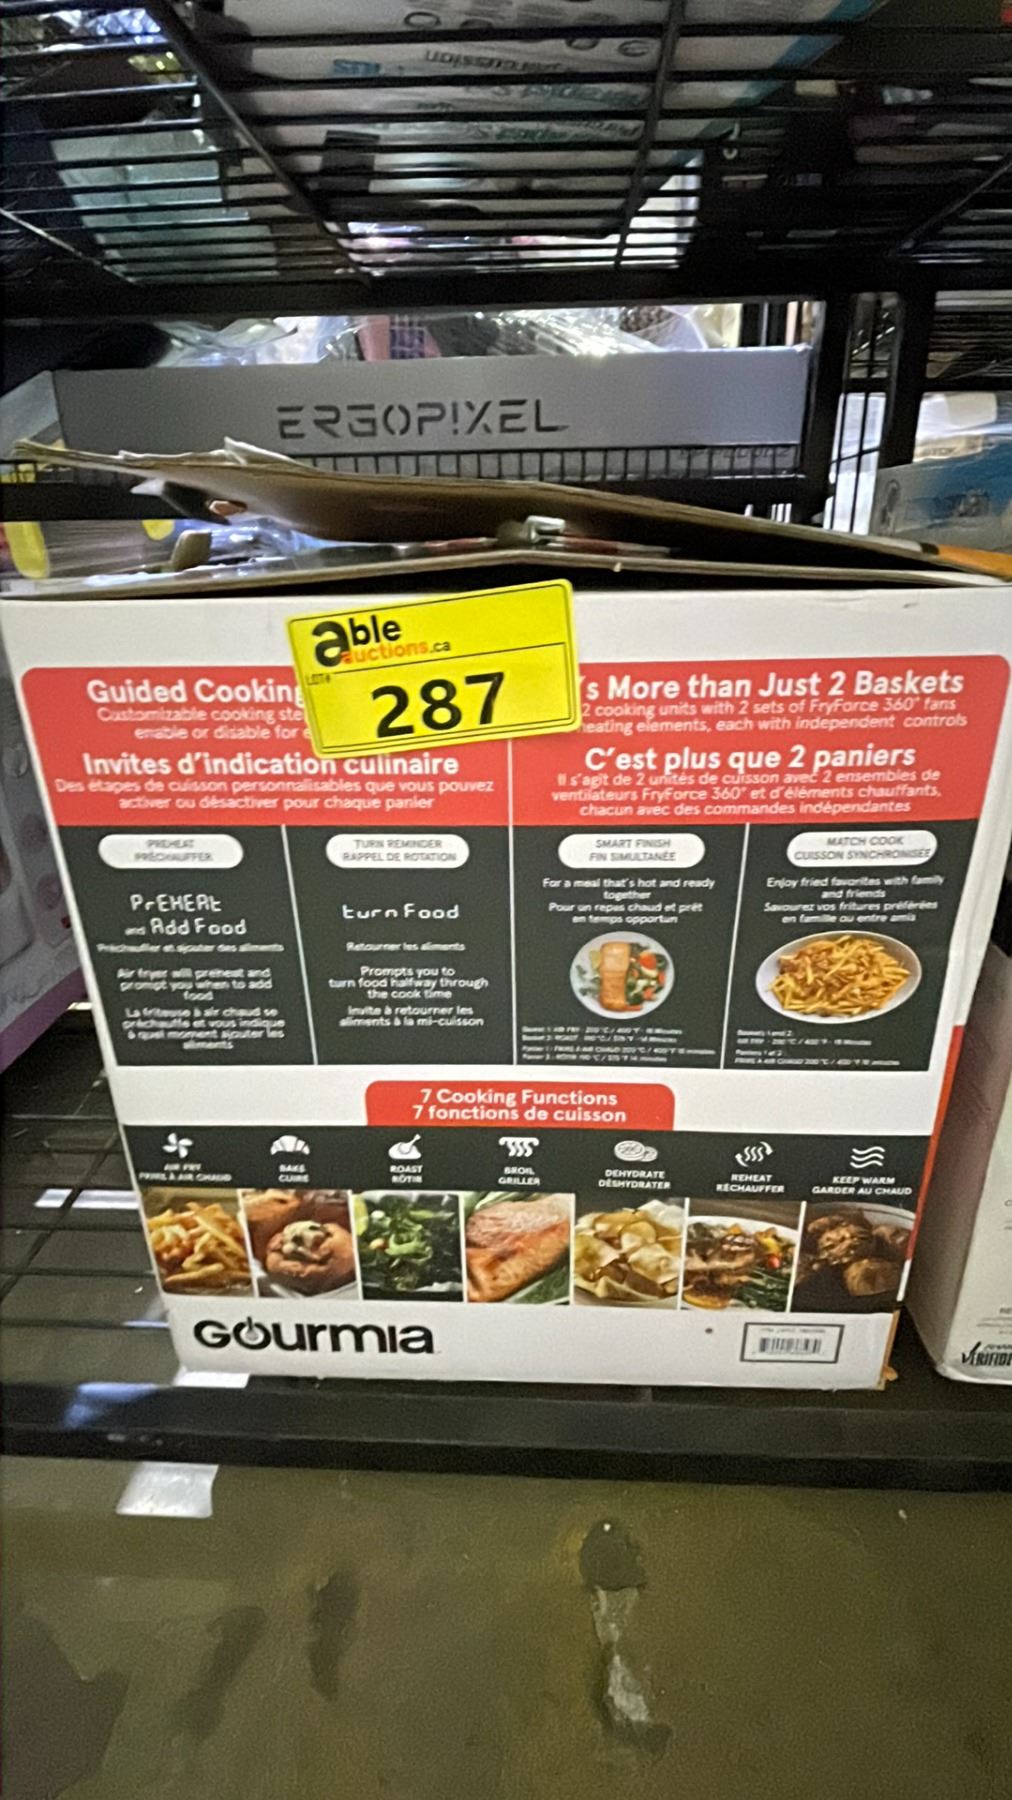 ERGOP!XEL
able
auctions.ca
LOT#
287
Guided Cooking
Customizable cooking ste
enable or disable for e
Invites d'indication culinaire
Des étapes de cuisson personnalisables que vous pouvez
activer ou désactiver pour chaque panier
's More than Just 2 Baskets
2 cooking units with 2 sets of FryForce 360° fans
heating elements, each with independent controls
C'est plus que 2 paniers
Il s'agit de 2 unités de cuisson avec 2 ensembles de
ventilateurs FryForce 360° et d'éléments chauffants,
chacun avec des commandes indépendantes
PREHEAT
PRÉCHAUFFER
PrEHEAt
and Add Food
Préchauffer et ajouter des aliments
Air fryer will preheat and
prompt you when to add
food
La friteuse à air chaud se
préchauffe et vous indique
à quel moment ajouter les
aliments
TURN REMINDER
RAPPEL DE ROTATION
turn Food
Retourner les aliments
Prompts you to
turn food halfway through
the cook time
Invite à retourner les
aliments à la mi-cuisson
SMART FINISH
FIN SIMULTANÉE
For a meal that's hot and ready
together
Pour un repas chaud et prêt
en temps opportun
MATCH COOK
CUISSON SYNCHRONISÉE
Enjoy fried favorites with family
and friends
Savourez vos fritures préférées
en famille ou entre amis
7 Cooking Functions
7 fonctions de cuisson
AIR FRY
FRIRE À AIR CHAUD
BAKE
CUIRE
ROAST
RÔTIR
BROIL
GRILLER
DEHYDRATE
DÉSHYDRATER
REHEAT
RÉCHAUFFER
KEEP WARM
GARDER AU CHAUD
Gourmia